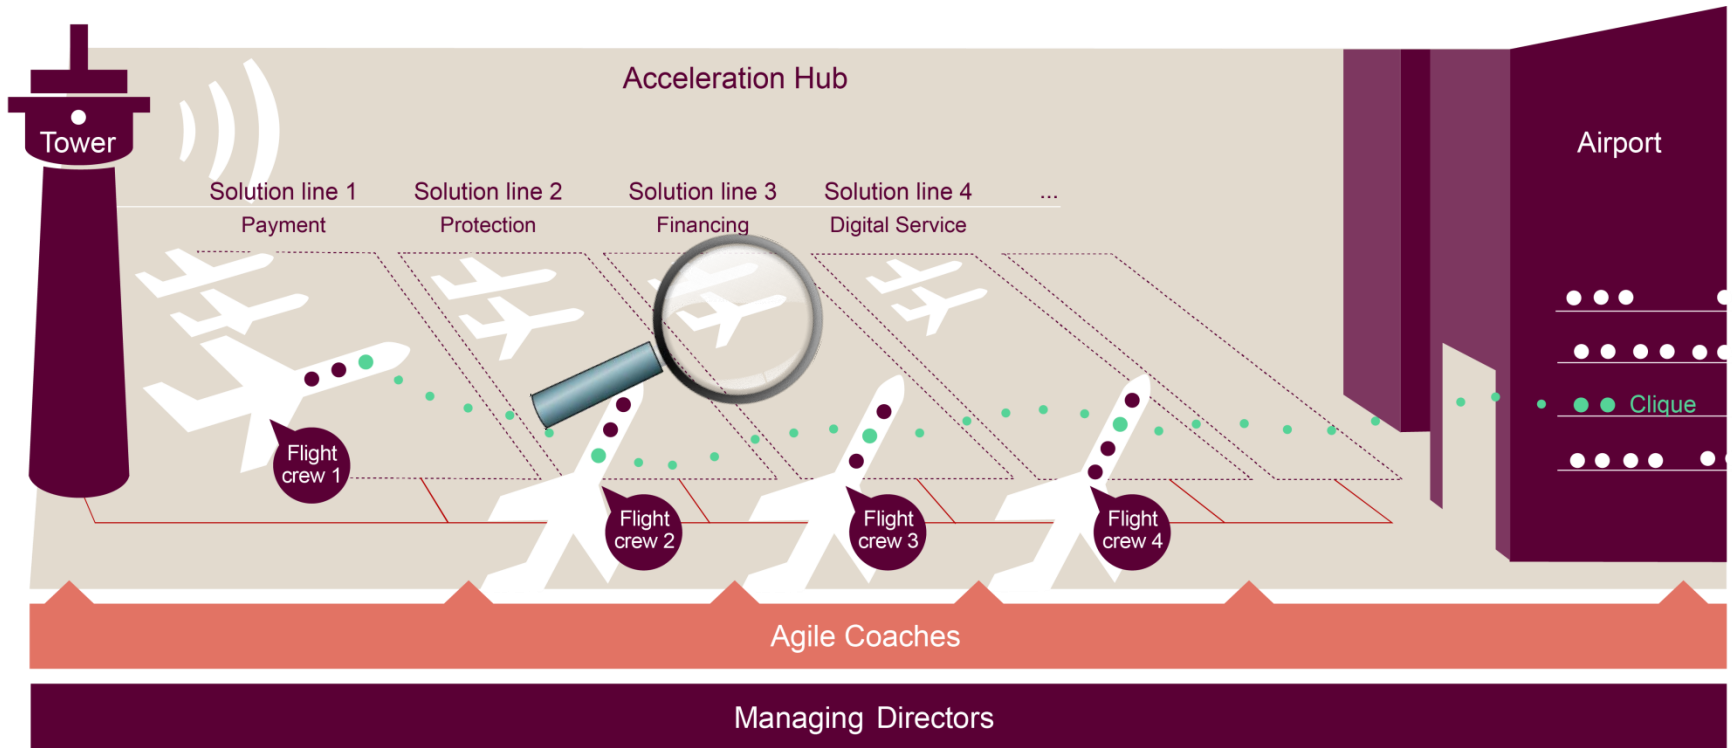 Acceleration Hub
Tower
Airport
Solution line 1
Solution line 2
Solution line 3
Solution line 4
...
Payment
Protection
Financing
Digital Service
Clique
Flight
crew 1
Flight
crew 2
Flight
crew 3
Flight
crew 4
Agile Coaches
Managing Directors